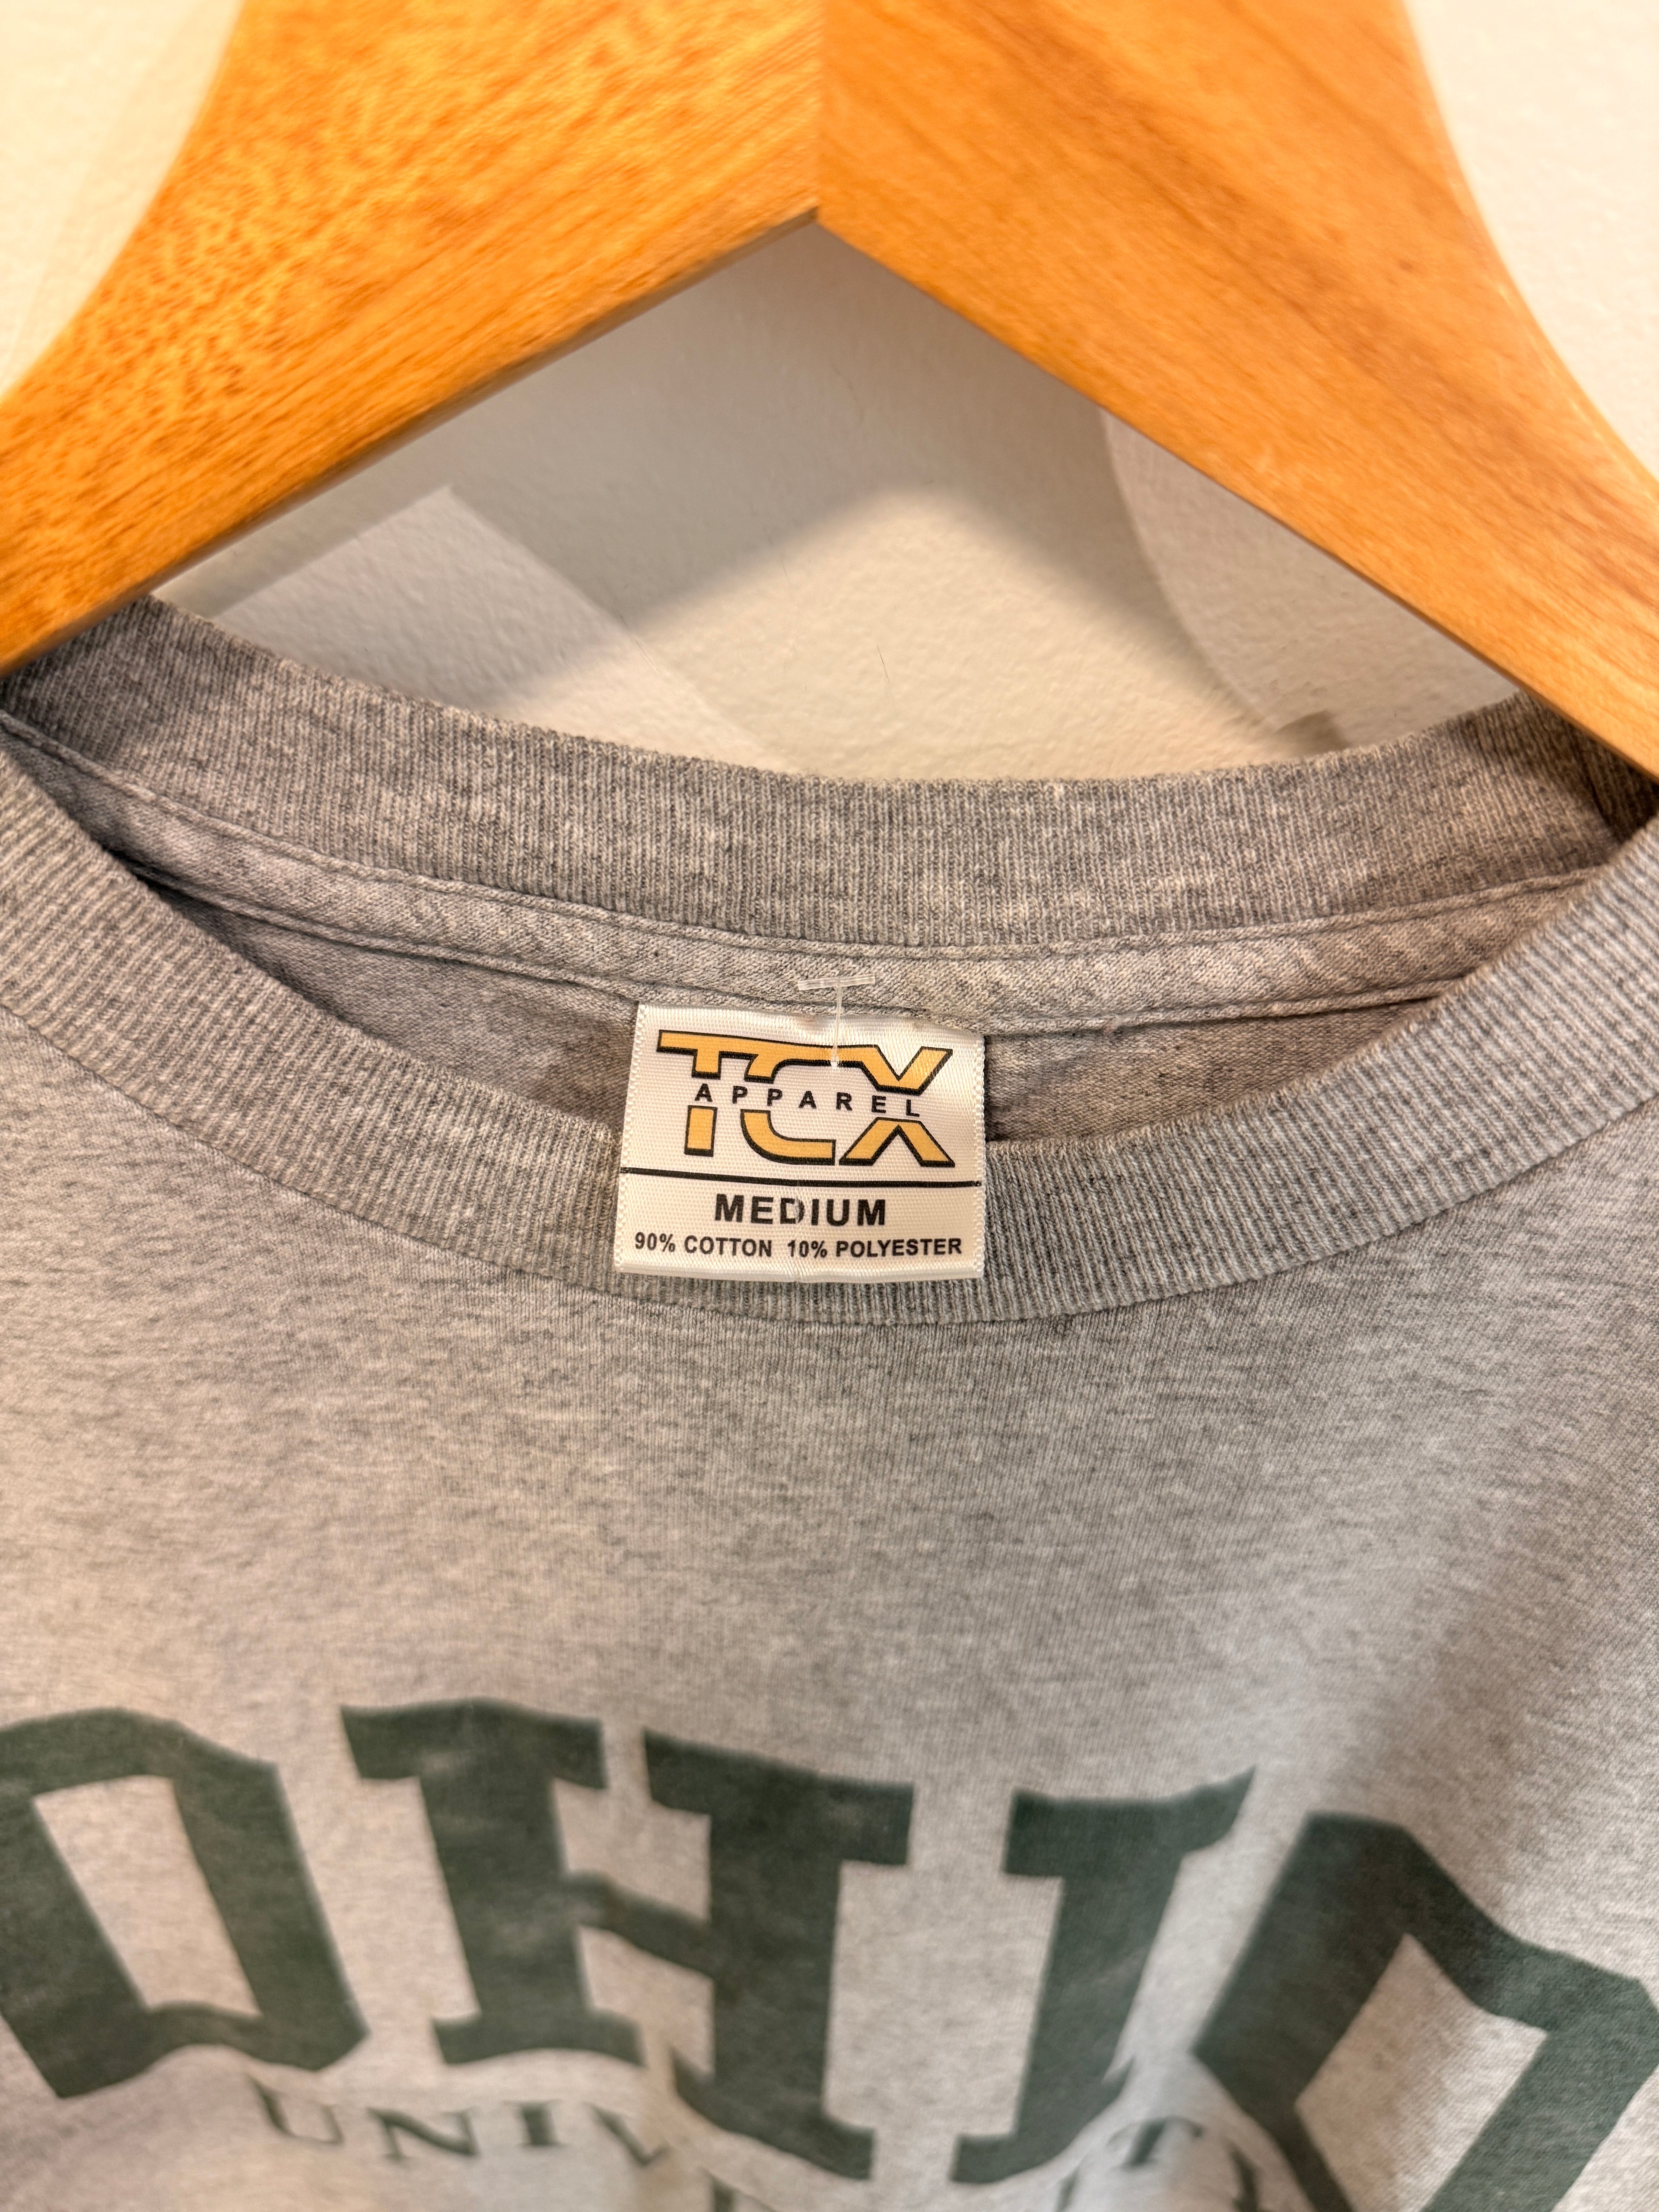 TCX
APPAREL
MEDIUM
90% COTTON 10% POLYESTER
OHIO